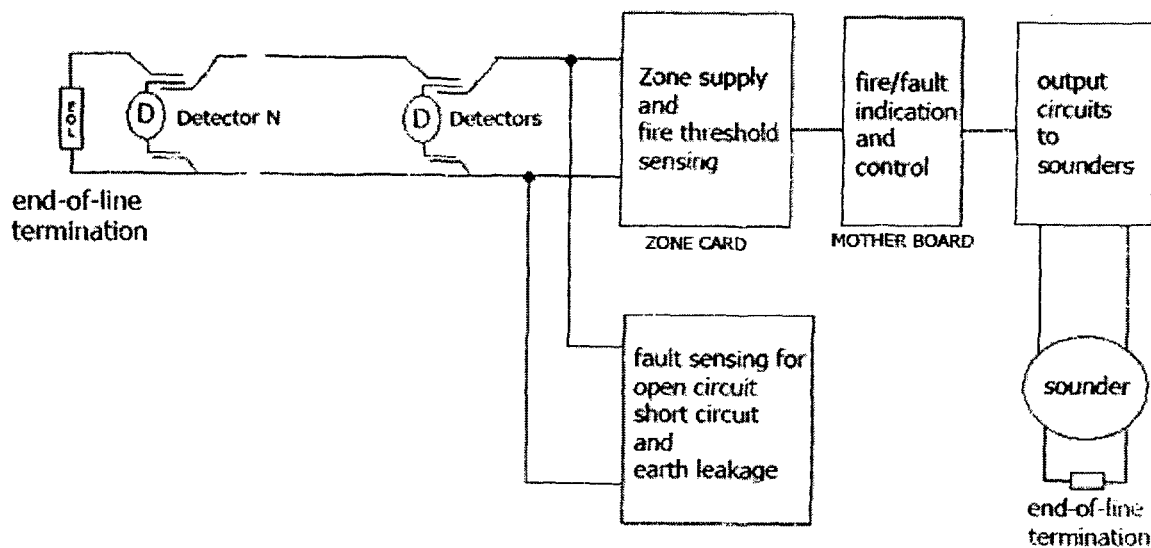 EOL
D
Detector N
D
Detectors
end-of-line
termination
Zone supply
and
fire threshold
sensing
ZONE CARD
fire/fault
indication
and
control
MOTHER BOARD
output
circuits
to
sounders
fault sensing for
open circuit
short circuit
and
earth leakage
sounder
end-of-line
termination